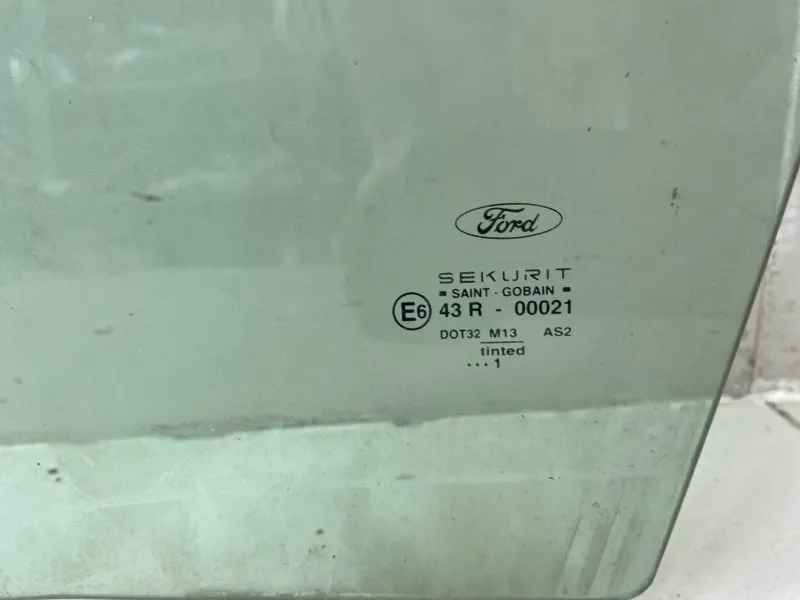 Ford
SEKURIT
SAINT - GOBAIN
E6 43 R - 00021
DOT32 M13 AS2
tinted
...1